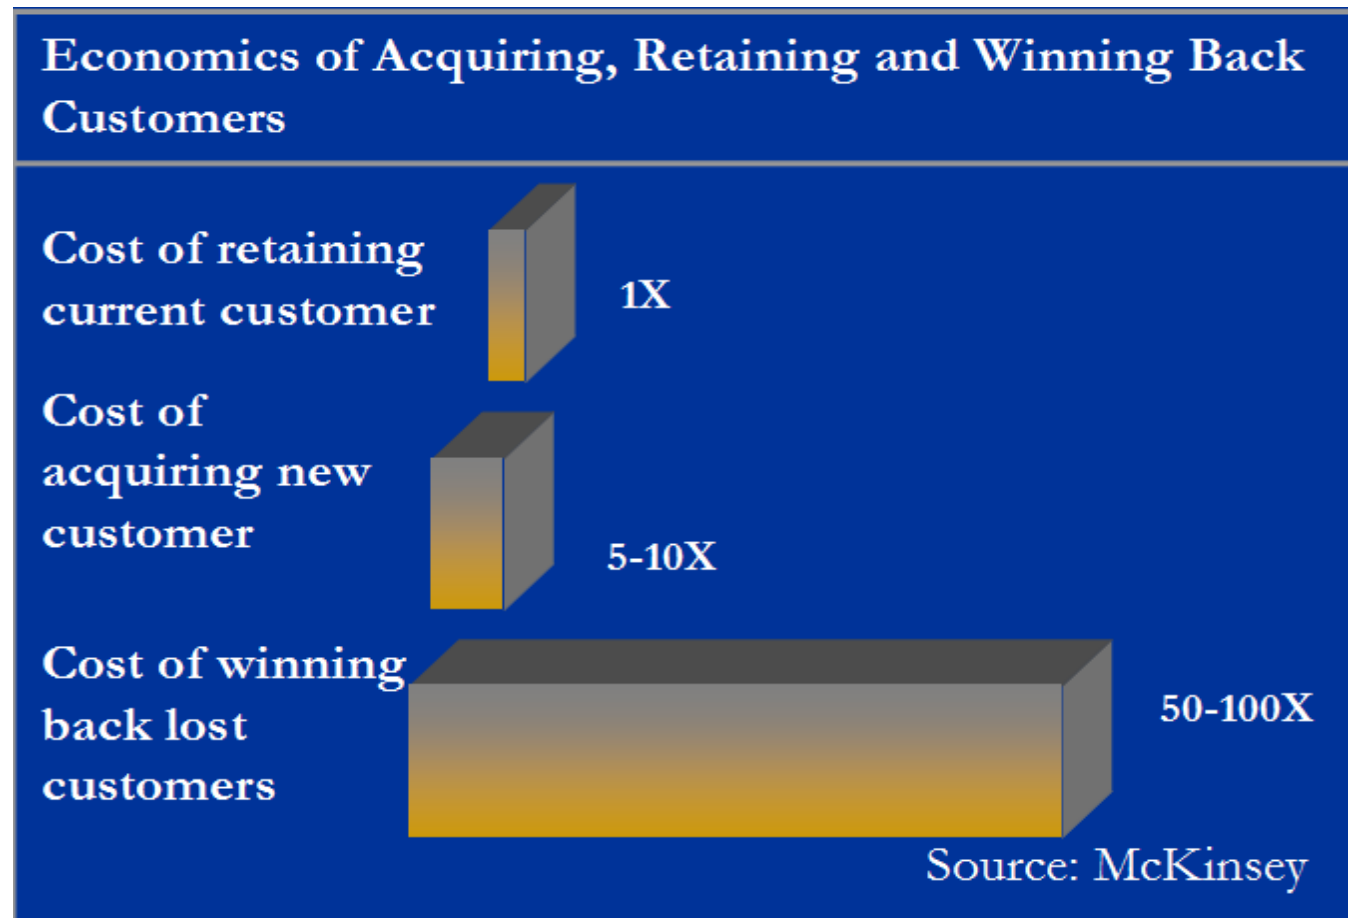 Economics of Acquiring, Retaining and Winning Back
Customers
Cost of retaining
current customer
1X
Cost of
acquiring new
customer
5-10X
Cost of winning
back lost
customers
50-100X
Source: McKinsey